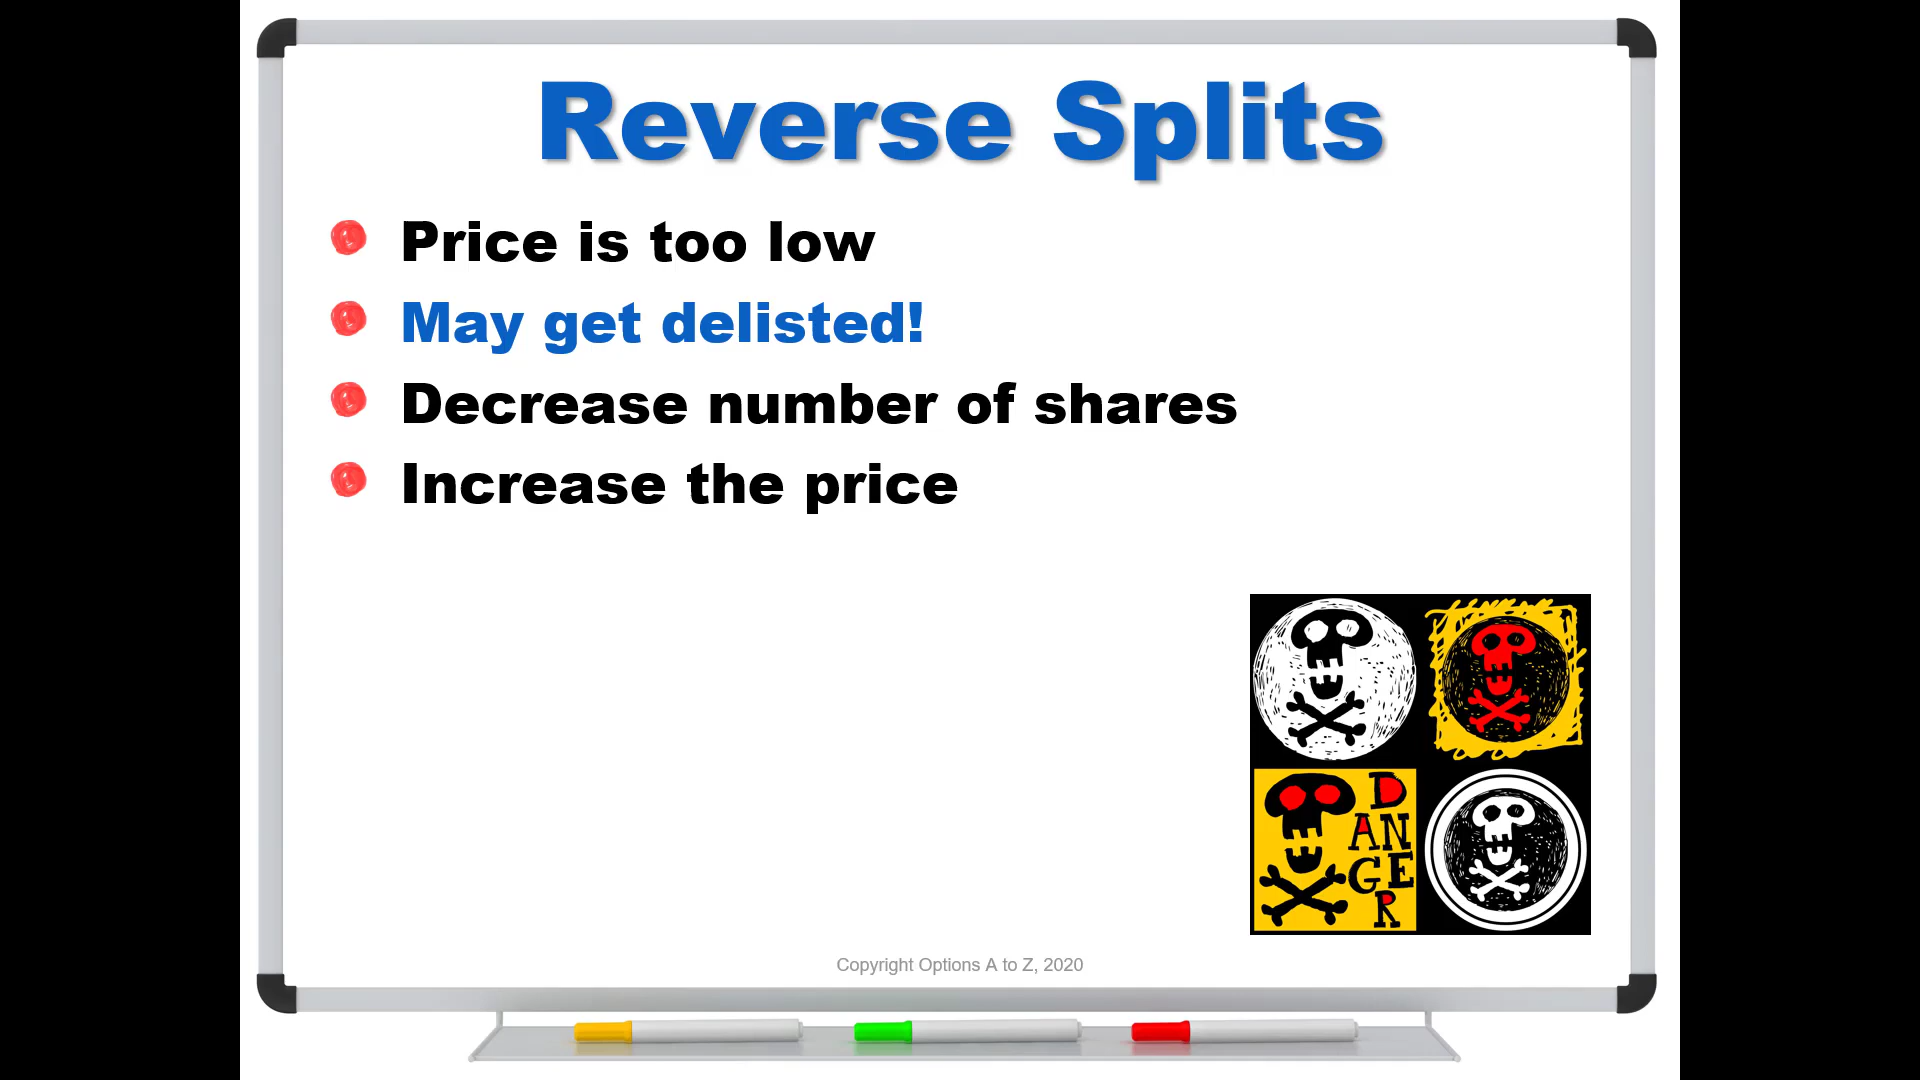 Reverse Splits
Price is too low
May get delisted!
Decrease number of shares
Increase the price
D
AN
GE
R
Copyright Options A to Z, 2020